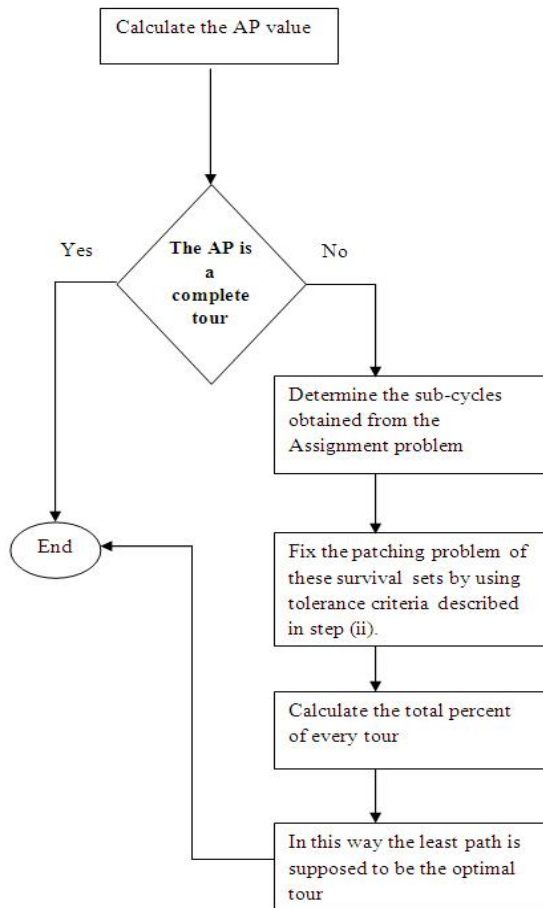 Calculate the AP value
Yes
No
The AP is
a
complete
tour
Determine the sub-cycles
obtained from the
Assignment problem
End
Fix the patching problem of
these survival sets by using
tolerance criteria described
in step (ii).
Calculate the total percent
of every tour
In this way the least path is
supposed to be the optimal
tour